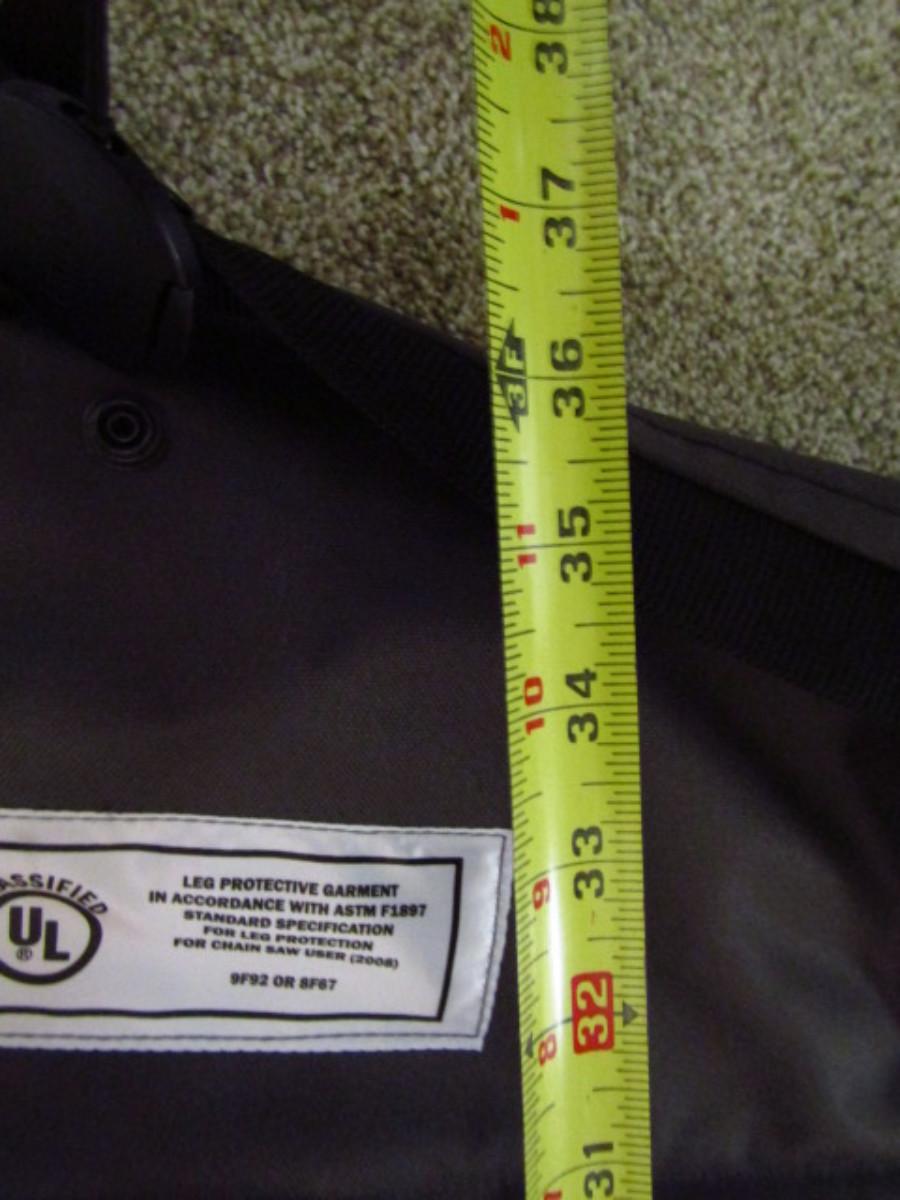 2 38
1 37
3F 36
11 35
10 34
33
9
32
8
31
ASSIFIED
UL
®
LEG PROTECTIVE GARMENT
IN ACCORDANCE WITH ASTM F1897
STANDARD SPECIFICATION
FOR LEG PROTECTION
FOR CHAIN SAW USER (2008)
9F92 OR 8F67